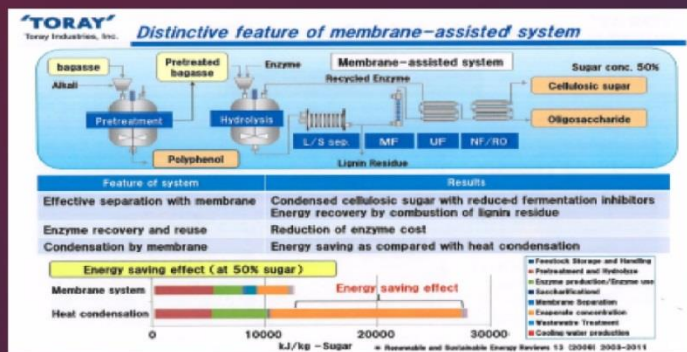 'TORAY'
Toray Industries, Inc.
Distinctive feature of membrane-assisted system
bagasse
Pretreated
bagasse
Enzyme
Membrane-assisted system
Sugar conc. 50%
Alkali
Recycled Enzyme
Cellulosic sugar
Pretreatment
Hydrolysis
Oligosaccharide
L/S sep.
MF
UF
NF/RO
Polyphenol
Lignin Residue
Feature of system
Results
Effective separation with membrane
Condensed cellulosic sugar with reduced fermentation inhibitors
Energy recovery by combustion of lignin residue
Enzyme recovery and reuse
Reduction of enzyme cost
Condensation by membrane
Energy saving as compared with heat condensation
Energy saving effect (at 50% sugar)
Membrane system
Energy saving effect
Heat condensation
0
10000
20000
30000
kJ/kg-Sugar
Feestock Storage and Handling
Pretreatment and Hydrolyze
Enzyme production/Enzyme use
Saccharificationd
Membrane Separation
Evaporate concentration
Wastewatre Treatment
Cooling water production
* Renewable and Sustainable Energy Reviews 13 (2009) 2003-2011